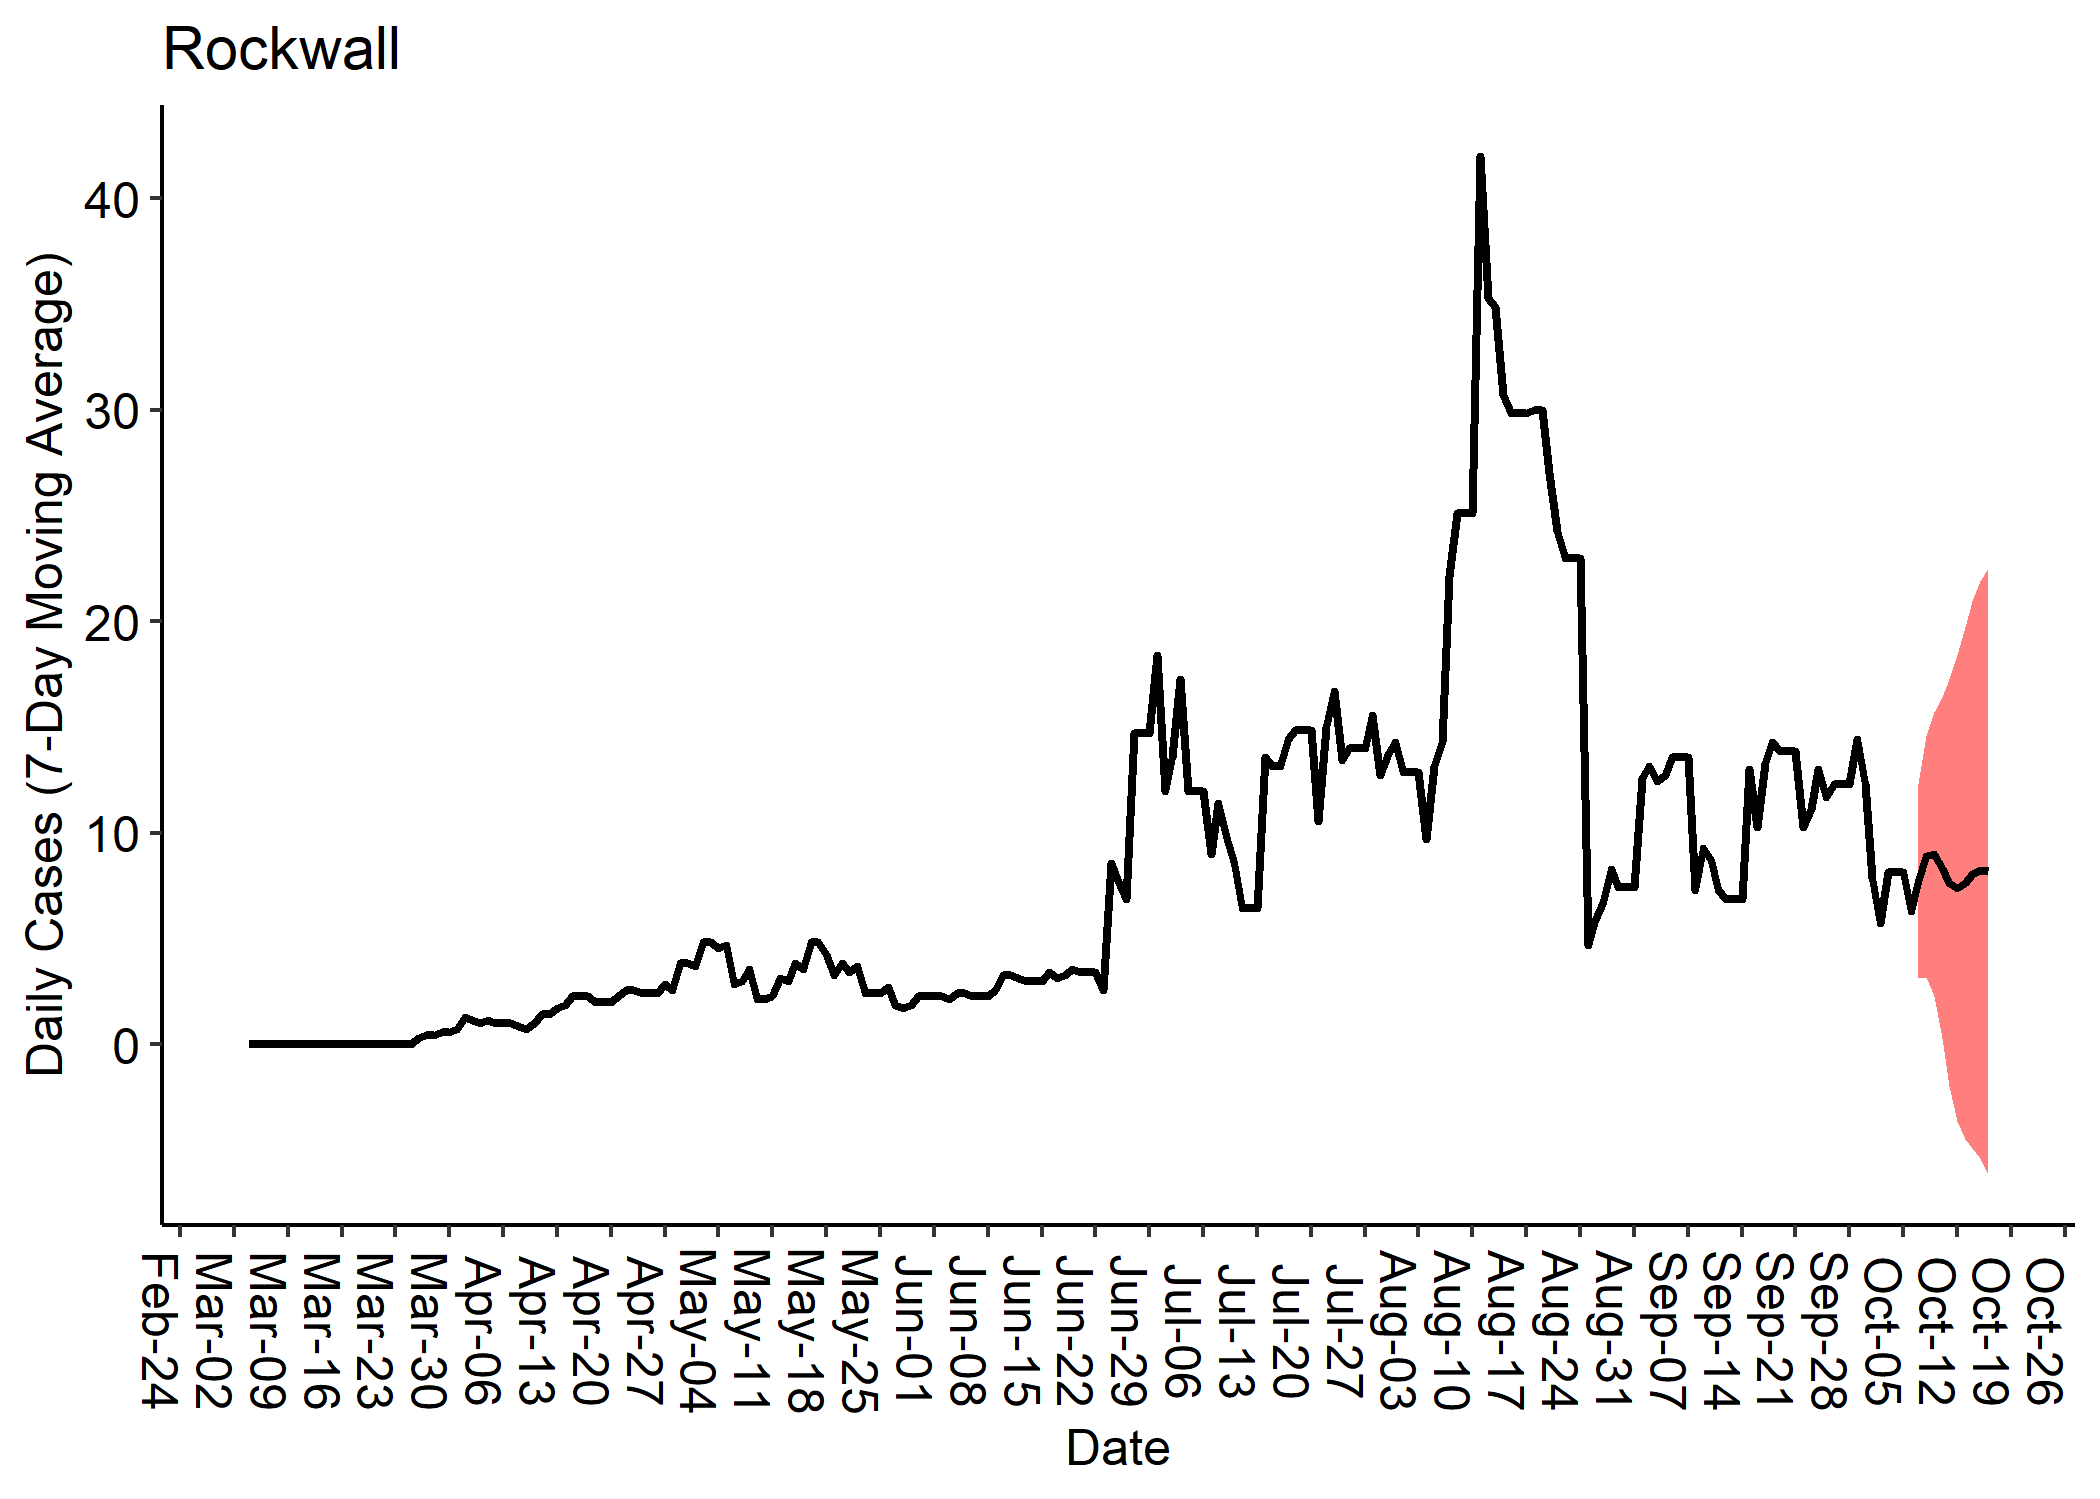 Rockwall
Daily Cases (7-Day Moving Average)
40
30
20
10
0
Feb-24
Mar-02
Mar-09
Mar-16
Mar-23
Mar-30
Apr-06
Apr-13
Apr-20
Apr-27
May-04
May-11
May-18
May-25
Jun-01
Jun-08
Jun-15
Jun-22
Jun-29
Jul-06
Jul-13
Jul-20
Jul-27
Aug-03
Aug-10
Aug-17
Aug-24
Aug-31
Sep-07
Sep-14
Sep-21
Sep-28
Oct-05
Oct-12
Oct-19
Oct-26
Date